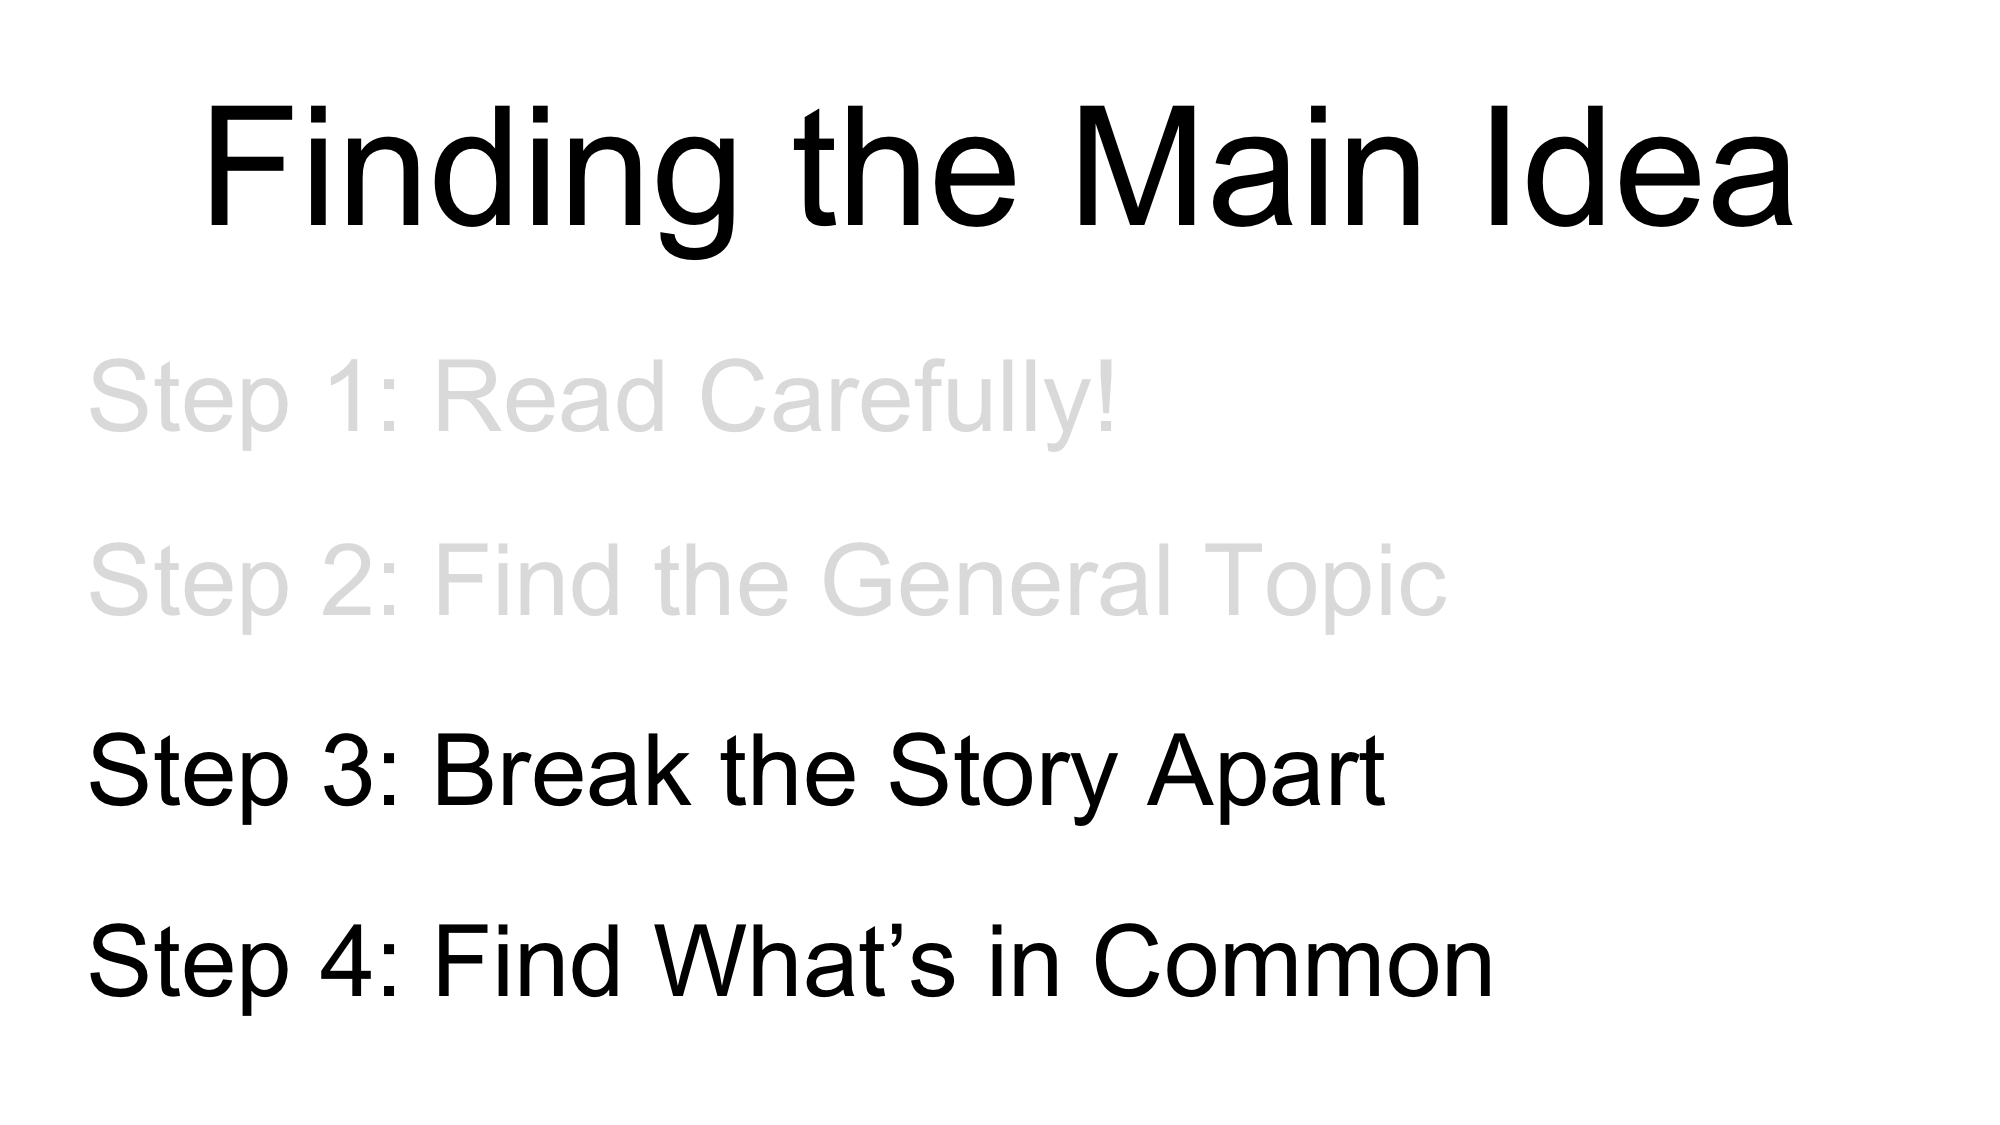 Finding the Main Idea
Step 1: Read Carefully!
Step 2: Find the General Topic
Step 3: Break the Story Apart
Step 4: Find What’s in Common